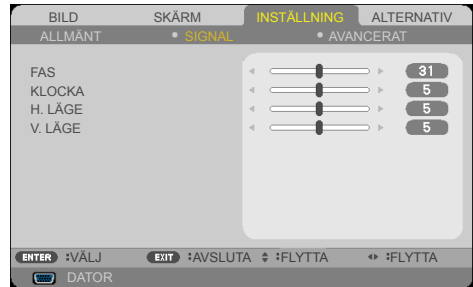 BILD SKÄRM INSTÄLLNING ALTERNATIV
ALLMÄNT • SIGNAL • AVANCERAT
FAS 31
KLOCKA 5
H. LÄGE 5
V. LÄGE 5
ENTER :VÄLJ EXIT :AVSLUTA :FLYTTA :FLYTTA
DATOR